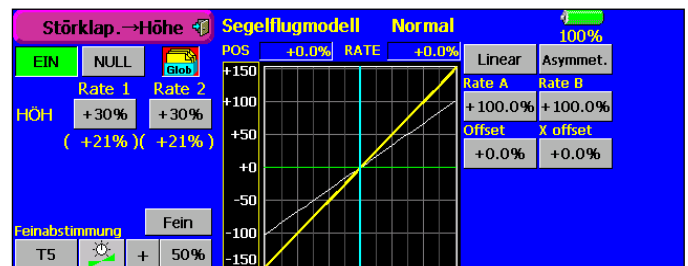 Störklap.→Höhe Segelflugmodell Normal 100%
POS +0.0% RATE +0.0%
EIN NULL Glob Linear Asymmet.
Rate 1 Rate 2 Rate A Rate B
HÖH +30% +30% +100.0% +100.0%
( +21% )( +21% ) Offset X offset
+0.0% +0.0%
+150
+100
+50
+0
-50
-100
-150
Feinabstimmung Fein
T5 + 50%